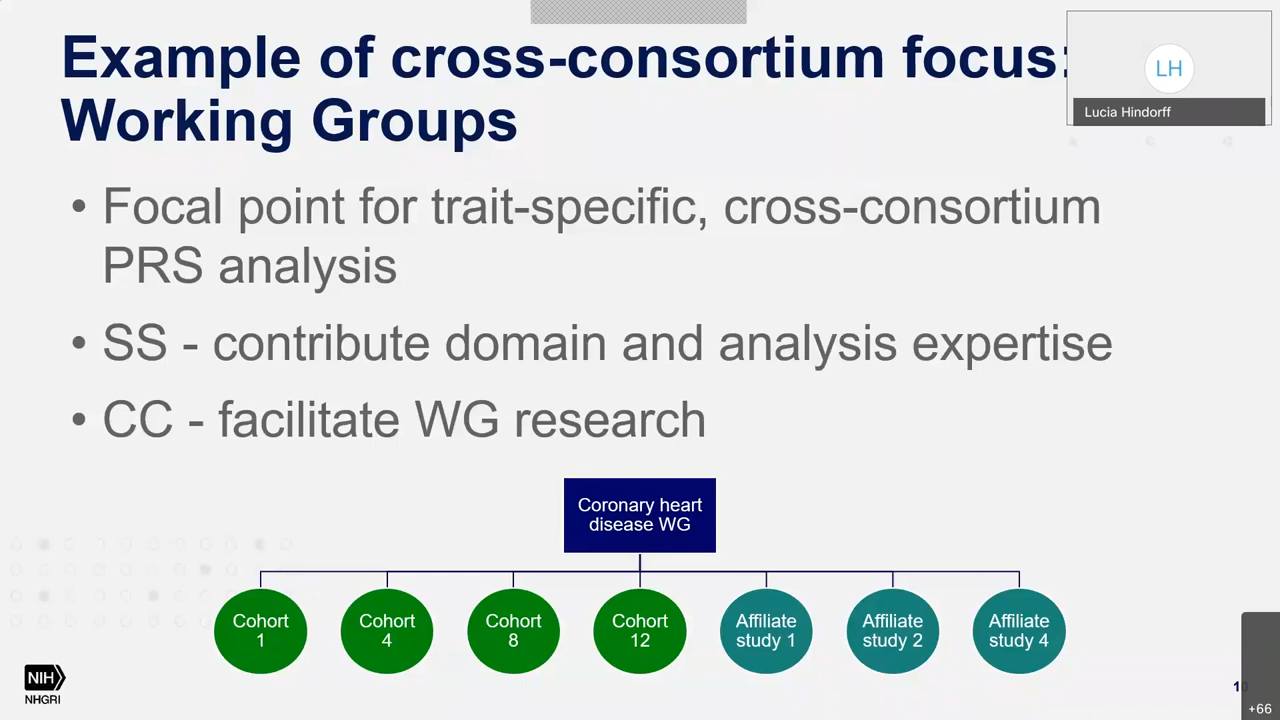 Example of cross-consortium focus:
Working Groups
LH
Lucia Hindorff
• Focal point for trait-specific, cross-consortium
PRS analysis
• SS - contribute domain and analysis expertise
• CC - facilitate WG research
Coronary heart
disease WG
Cohort
1
Cohort
4
Cohort
8
Cohort
12
Affiliate
study 1
Affiliate
study 2
Affiliate
study 4
NIH
NHGRI
+66